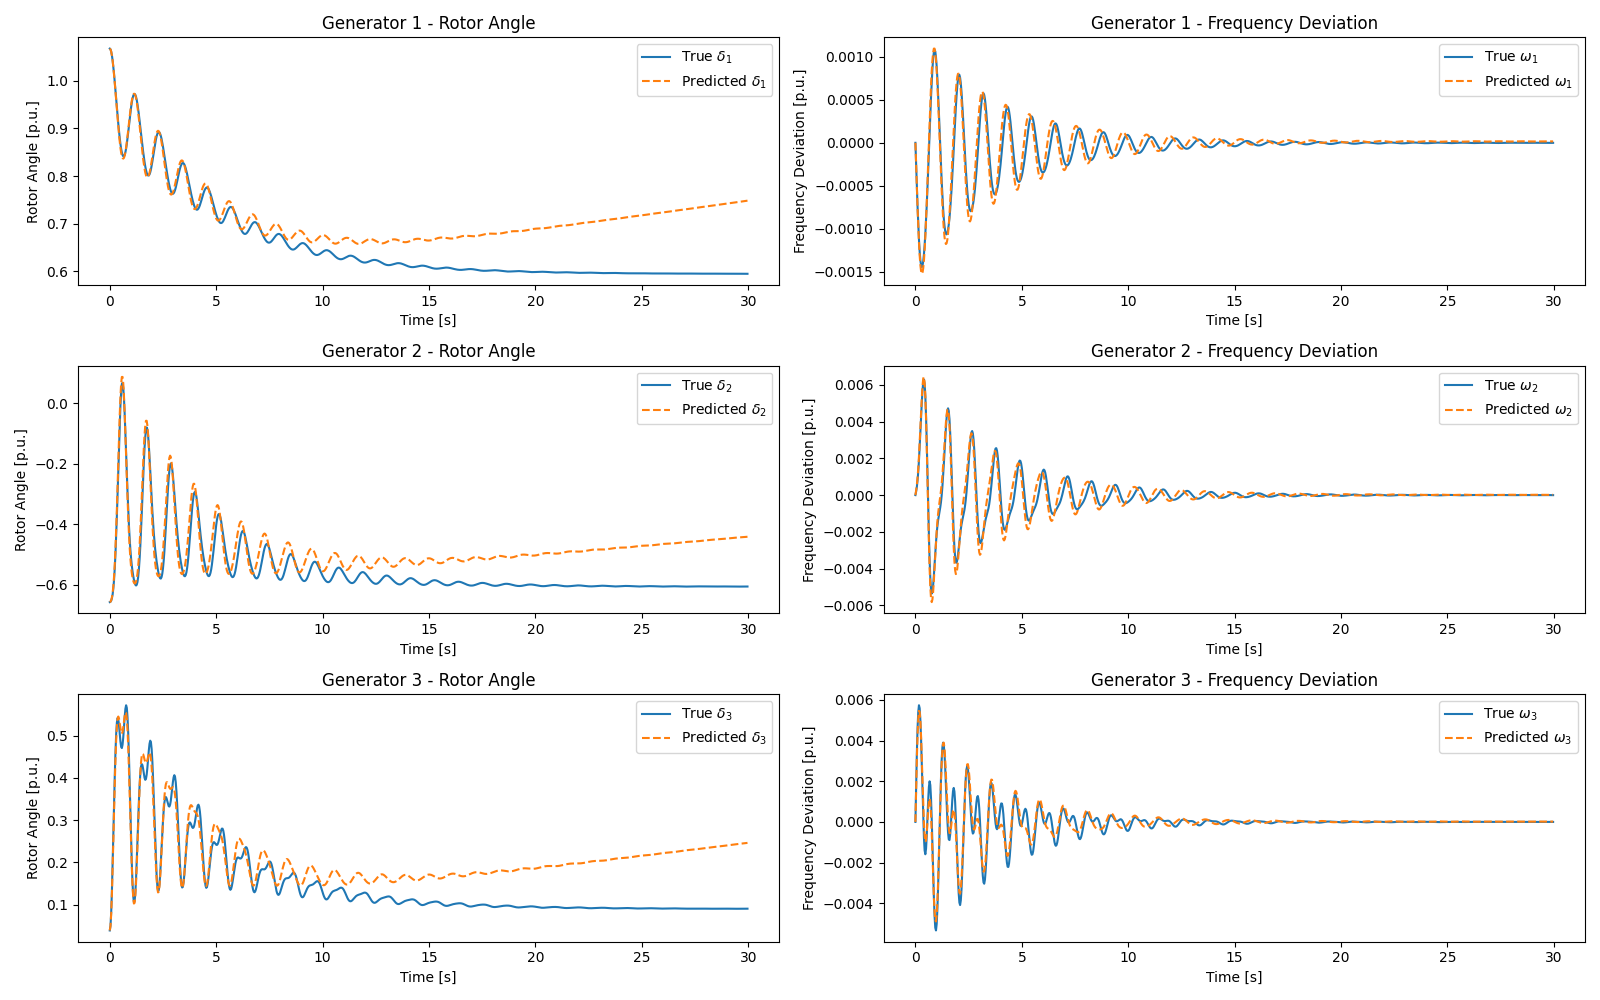 Generator 1 - Rotor Angle
Rotor Angle [p.u.]
1.0
0.9
0.8
0.7
0.6
True δ₁
Predicted δ₁
0 5 10 15 20 25 30
Time [s]
Generator 1 - Frequency Deviation
Frequency Deviation [p.u.]
0.0010
0.0005
0.0000
−0.0005
−0.0010
−0.0015
True ω₁
Predicted ω₁
0 5 10 15 20 25 30
Time [s]
Generator 2 - Rotor Angle
Rotor Angle [p.u.]
0.0
−0.2
−0.4
−0.6
True δ₂
Predicted δ₂
0 5 10 15 20 25 30
Time [s]
Generator 2 - Frequency Deviation
Frequency Deviation [p.u.]
0.006
0.004
0.002
0.000
−0.002
−0.004
−0.006
True ω₂
Predicted ω₂
0 5 10 15 20 25 30
Time [s]
Generator 3 - Rotor Angle
Rotor Angle [p.u.]
0.5
0.4
0.3
0.2
0.1
True δ₃
Predicted δ₃
0 5 10 15 20 25 30
Time [s]
Generator 3 - Frequency Deviation
Frequency Deviation [p.u.]
0.006
0.004
0.002
0.000
−0.002
−0.004
True ω₃
Predicted ω₃
0 5 10 15 20 25 30
Time [s]